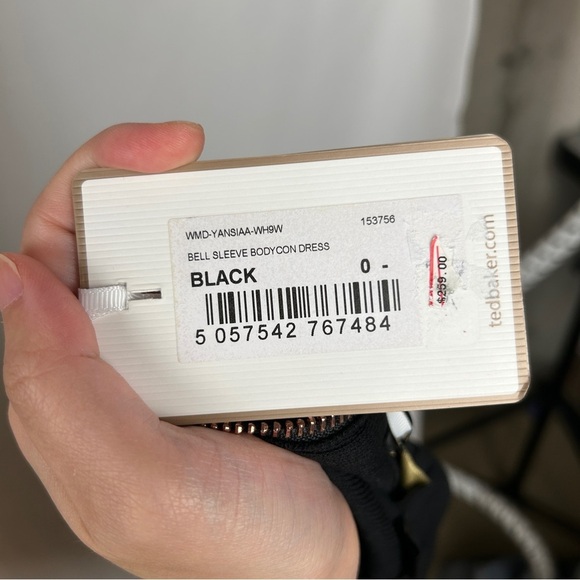 WMD-YANSIAA-WH9W 153756
BELL SLEEVE BODYCON DRESS
BLACK 0 -
5 057542 767484
$259.00
tedbaker.com